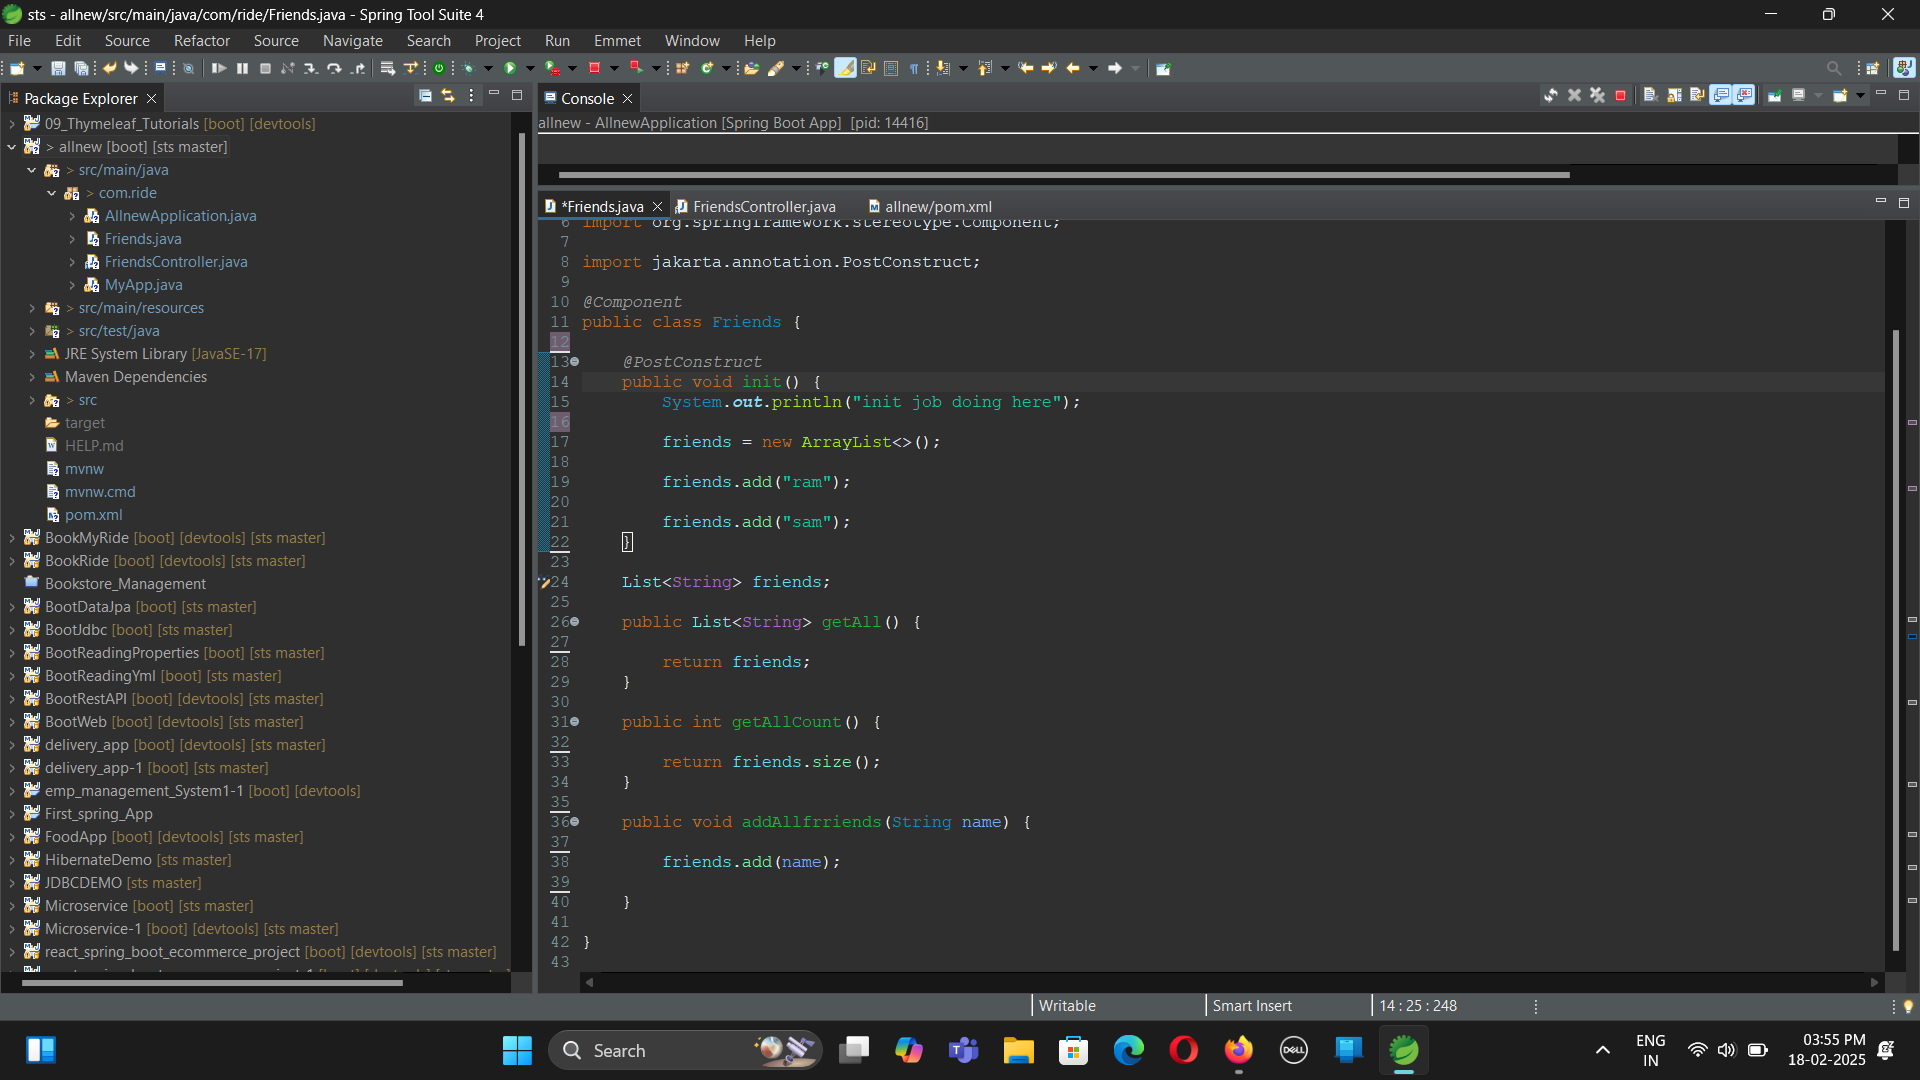 sts - allnew/src/main/java/com/ride/Friends.java - Spring Tool Suite 4
File Edit Source Refactor Source Navigate Search Project Run Emmet Window Help
Package Explorer
09_Thymeleaf_Tutorials [boot] [devtools]
> allnew [boot] [sts master]
> src/main/java
> com.ride
AllnewApplication.java
Friends.java
FriendsController.java
MyApp.java
> src/main/resources
> src/test/java
JRE System Library [JavaSE-17]
Maven Dependencies
> src
target
HELP.md
mvnw
mvnw.cmd
pom.xml
BookMyRide [boot] [devtools] [sts master]
BookRide [boot] [devtools] [sts master]
Bookstore_Management
BootDataJpa [boot] [sts master]
BootJdbc [boot] [sts master]
BootReadingProperties [boot] [sts master]
BootReadingYml [boot] [sts master]
BootRestAPI [boot] [devtools] [sts master]
BootWeb [boot] [devtools] [sts master]
delivery_app [boot] [devtools] [sts master]
delivery_app-1 [boot] [sts master]
emp_management_System1-1 [boot] [devtools]
First_spring_App
FoodApp [boot] [devtools] [sts master]
HibernateDemo [sts master]
JDBCDEMO [sts master]
Microservice [boot] [sts master]
Microservice-1 [boot] [devtools] [sts master]
react_spring_boot_ecommerce_project [boot] [devtools] [sts master]
Console
allnew - AllnewApplication [Spring Boot App] [pid: 14416]
*Friends.java FriendsController.java allnew/pom.xml
6 import org.springframework.stereotype.Component;
7
8 import jakarta.annotation.PostConstruct;
9
10 @Component
11 public class Friends {
12
13 @PostConstruct
14 public void init() {
15 System.out.println("init job doing here");
16
17 friends = new ArrayList<>();
18
19 friends.add("ram");
20
21 friends.add("sam");
22 }
23
24 List<String> friends;
25
26 public List<String> getAll() {
27
28 return friends;
29 }
30
31 public int getAllCount() {
32
33 return friends.size();
34 }
35
36 public void addAllfrriends(String name) {
37
38 friends.add(name);
39
40 }
41
42 }
43
Writable Smart Insert 14 : 25 : 248
Search
DELL
ENG
IN
03:55 PM
18-02-2025